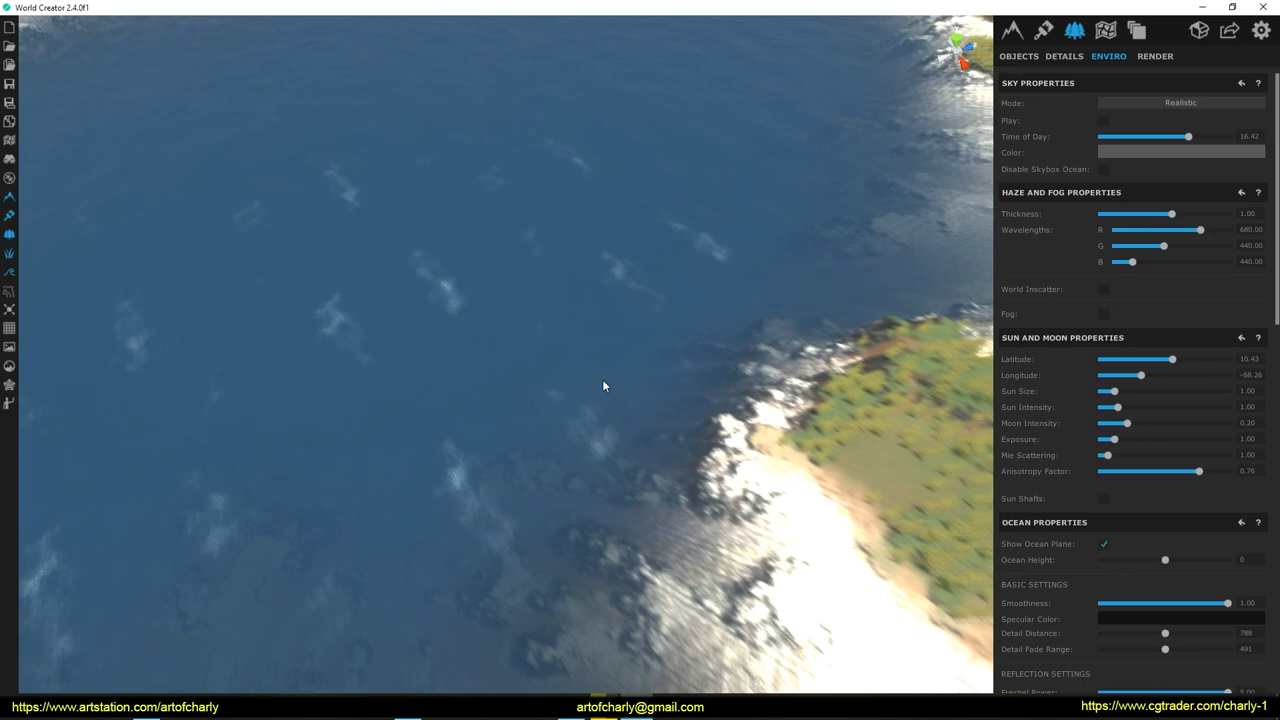 World Creator 2.4.0f1
OBJECTS DETAILS ENVIRO RENDER
SKY PROPERTIES ?
Mode: Realistic
Play:
Time of Day: 16.42
Color:
Disable Skybox Ocean:
HAZE AND FOG PROPERTIES ?
Thickness: 1.00
Wavelengths: R 680.00
G 440.00
B 440.00
World Inscatter:
Fog:
SUN AND MOON PROPERTIES ?
Latitude: 10.43
Longitude: -68.26
Sun Size: 1.00
Sun Intensity: 1.00
Moon Intensity: 0.20
Exposure: 1.00
Mie Scattering: 1.00
Anisotropy Factor: 0.76
Sun Shafts:
OCEAN PROPERTIES ?
Show Ocean Plane:
Ocean Height: 0
BASIC SETTINGS
Smoothness: 1.00
Specular Color:
Detail Distance: 788
Detail Fade Range: 491
REFLECTION SETTINGS
Fresnel Power: 5.00
https://www.artstation.com/artofcharly artofcharly@gmail.com https://www.cgtrader.com/charly-1